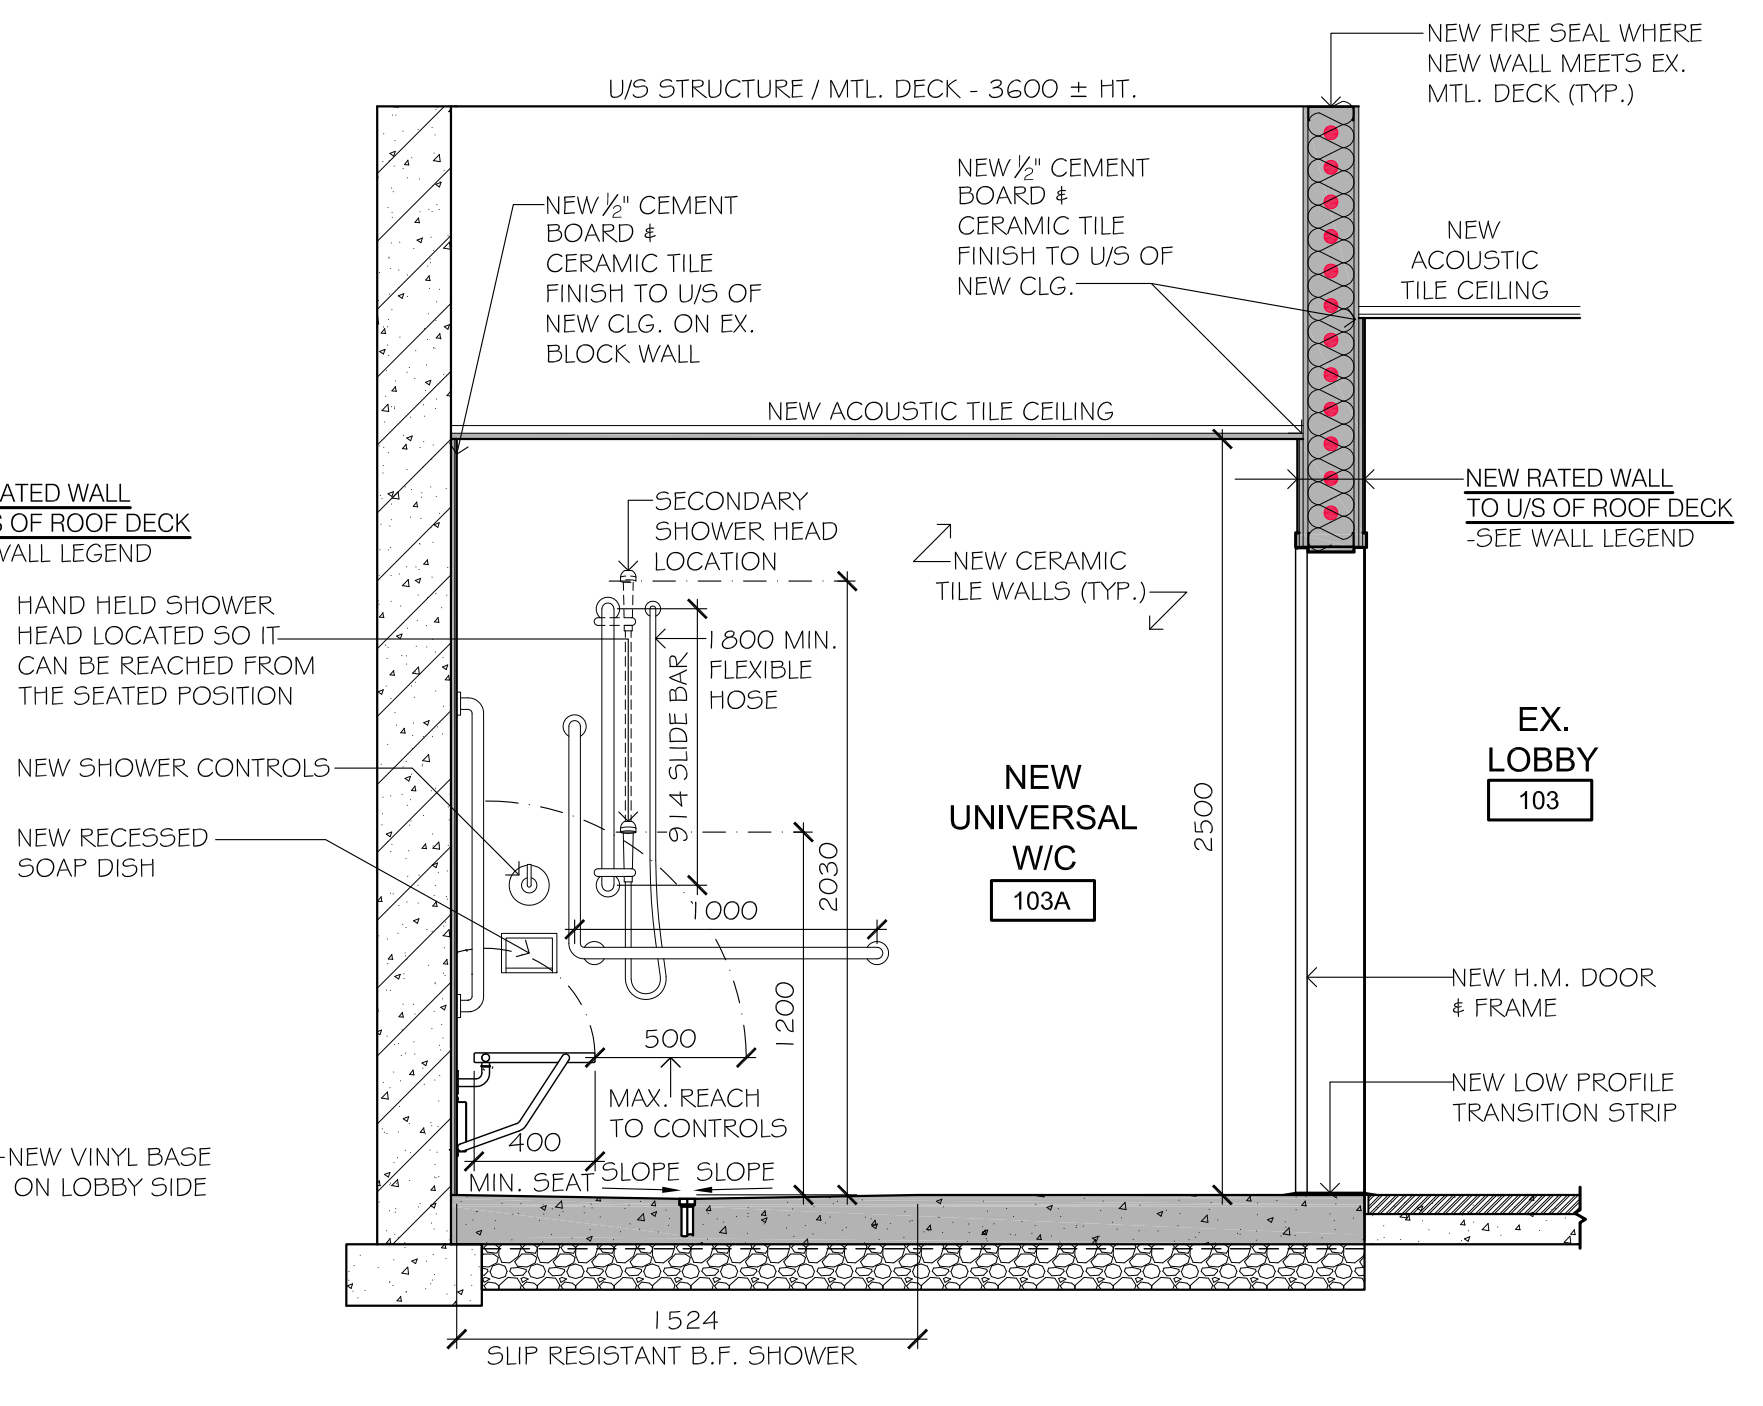 NEW FIRE SEAL WHERE
NEW WALL MEETS EX.
MTL. DECK (TYP.)
U/S STRUCTURE / MTL. DECK - 3600 ± HT.
NEW ½" CEMENT
BOARD &
CERAMIC TILE
FINISH TO U/S OF
NEW CLG. ON EX.
BLOCK WALL
NEW ½" CEMENT
BOARD &
CERAMIC TILE
FINISH TO U/S OF
NEW CLG.
NEW
ACOUSTIC
TILE CEILING
NEW ACOUSTIC TILE CEILING
ATED WALL
S OF ROOF DECK
WALL LEGEND
SECONDARY
SHOWER HEAD
LOCATION
NEW CERAMIC
TILE WALLS (TYP.)
NEW RATED WALL
TO U/S OF ROOF DECK
-SEE WALL LEGEND
HAND HELD SHOWER
HEAD LOCATED SO IT
CAN BE REACHED FROM
THE SEATED POSITION
1800 MIN.
FLEXIBLE
HOSE
914 SLIDE BAR
NEW SHOWER CONTROLS
NEW RECESSED
SOAP DISH
NEW
UNIVERSAL
W/C
103A
EX.
LOBBY
103
2500
2030
1000
1200
500
MAX. REACH
TO CONTROLS
400
MIN. SEAT
SLOPE
SLOPE
NEW H.M. DOOR
& FRAME
NEW LOW PROFILE
TRANSITION STRIP
NEW VINYL BASE
ON LOBBY SIDE
1524
SLIP RESISTANT B.F. SHOWER